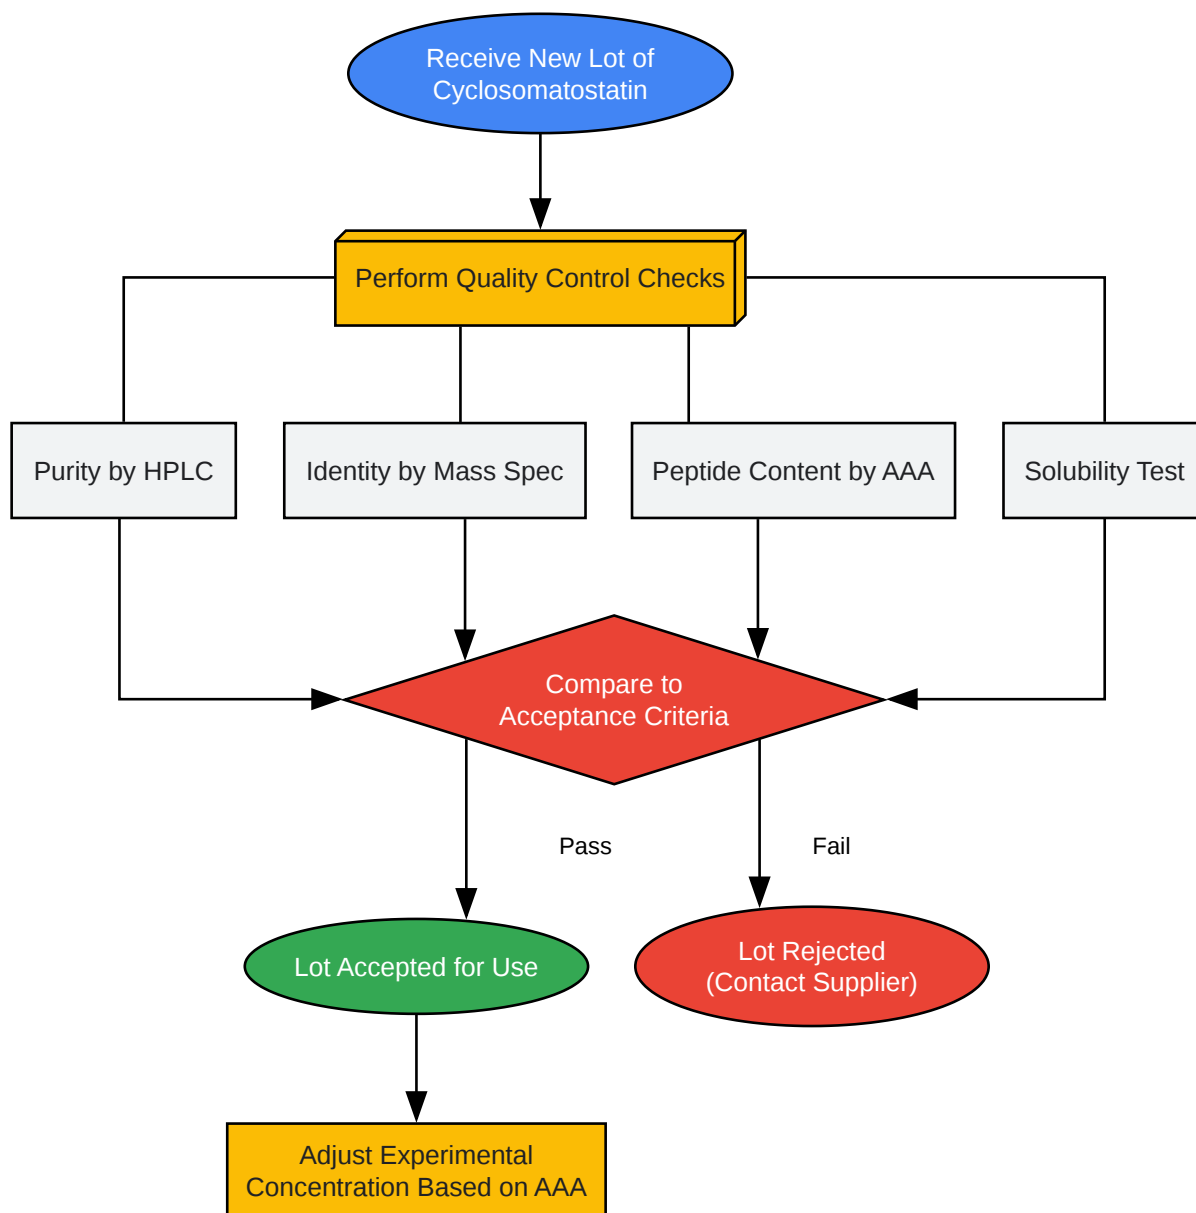 Receive New Lot of
Cyclosomatostatin
Perform Quality Control Checks
Purity by HPLC
Identity by Mass Spec
Peptide Content by AAA
Solubility Test
Compare to
Acceptance Criteria
Pass
Fail
Lot Accepted for Use
Lot Rejected
(Contact Supplier)
Adjust Experimental
Concentration Based on AAA